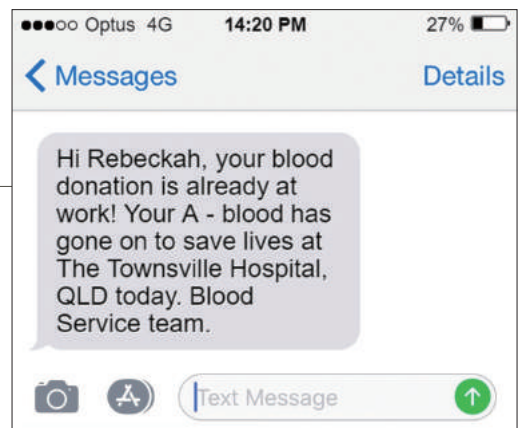 Optus 4G 14:20 PM 27%
Messages Details
Hi Rebeckah, your blood
donation is already at
work! Your A - blood has
gone on to save lives at
The Townsville Hospital,
QLD today. Blood
Service team.
Text Message